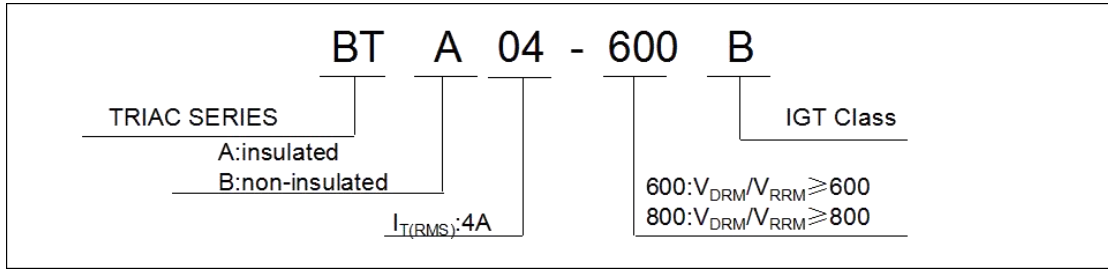 BT A 04 - 600 B
TRIAC SERIES
IGT Class
A:insulated
B:non-insulated
600:VDRM/VRRM≥600
800:VDRM/VRRM≥800
IT(RMS):4A